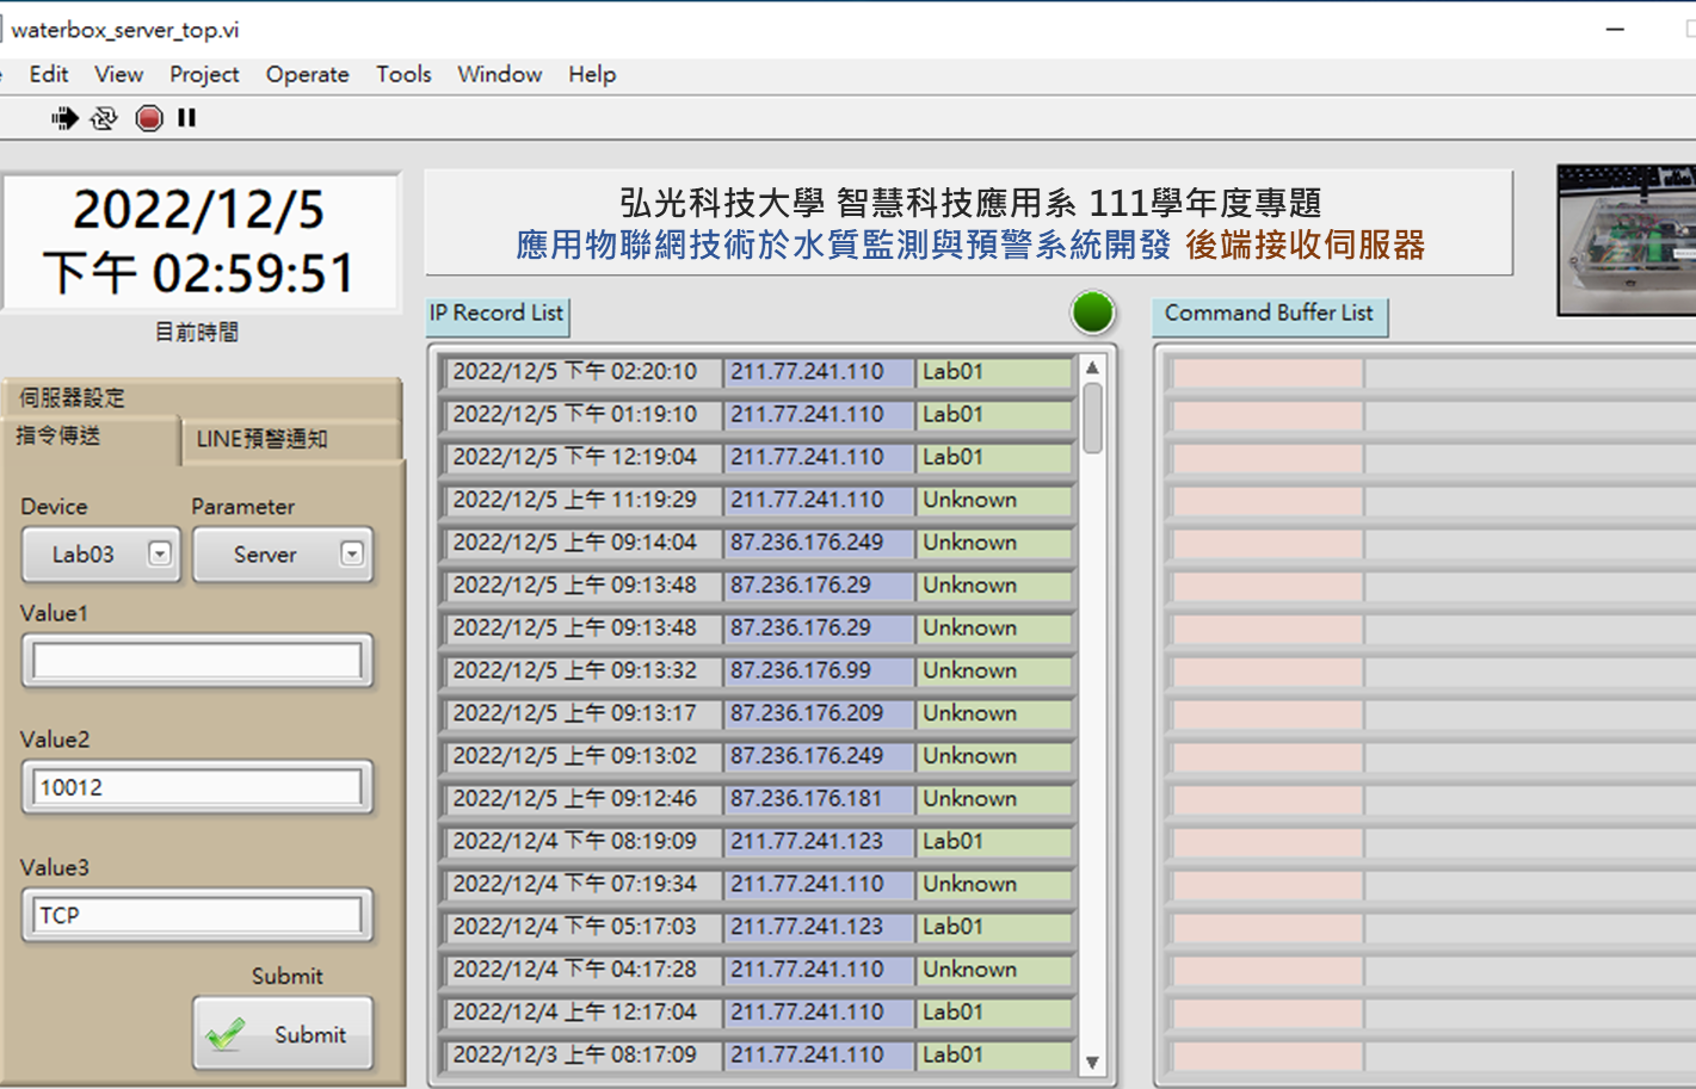 waterbox_server_top.vi
Edit View Project Operate Tools Window Help
2022/12/5
下午 02:59:51
目前時間
弘光科技大學 智慧科技應用系 111學年度專題
應用物聯網技術於水質監測與預警系統開發 後端接收伺服器
伺服器設定
指令傳送 LINE預警通知
Device Parameter
Lab03 Server
Value1
Value2
10012
Value3
TCP
Submit
Submit
IP Record List
2022/12/5 下午 02:20:10 211.77.241.110 Lab01
2022/12/5 下午 01:19:10 211.77.241.110 Lab01
2022/12/5 下午 12:19:04 211.77.241.110 Lab01
2022/12/5 上午 11:19:29 211.77.241.110 Unknown
2022/12/5 上午 09:14:04 87.236.176.249 Unknown
2022/12/5 上午 09:13:48 87.236.176.29 Unknown
2022/12/5 上午 09:13:48 87.236.176.29 Unknown
2022/12/5 上午 09:13:32 87.236.176.99 Unknown
2022/12/5 上午 09:13:17 87.236.176.209 Unknown
2022/12/5 上午 09:13:02 87.236.176.249 Unknown
2022/12/5 上午 09:12:46 87.236.176.181 Unknown
2022/12/4 下午 08:19:09 211.77.241.123 Lab01
2022/12/4 下午 07:19:34 211.77.241.110 Unknown
2022/12/4 下午 05:17:03 211.77.241.123 Lab01
2022/12/4 下午 04:17:28 211.77.241.110 Unknown
2022/12/4 上午 12:17:04 211.77.241.110 Lab01
2022/12/3 上午 08:17:09 211.77.241.110 Lab01
Command Buffer List